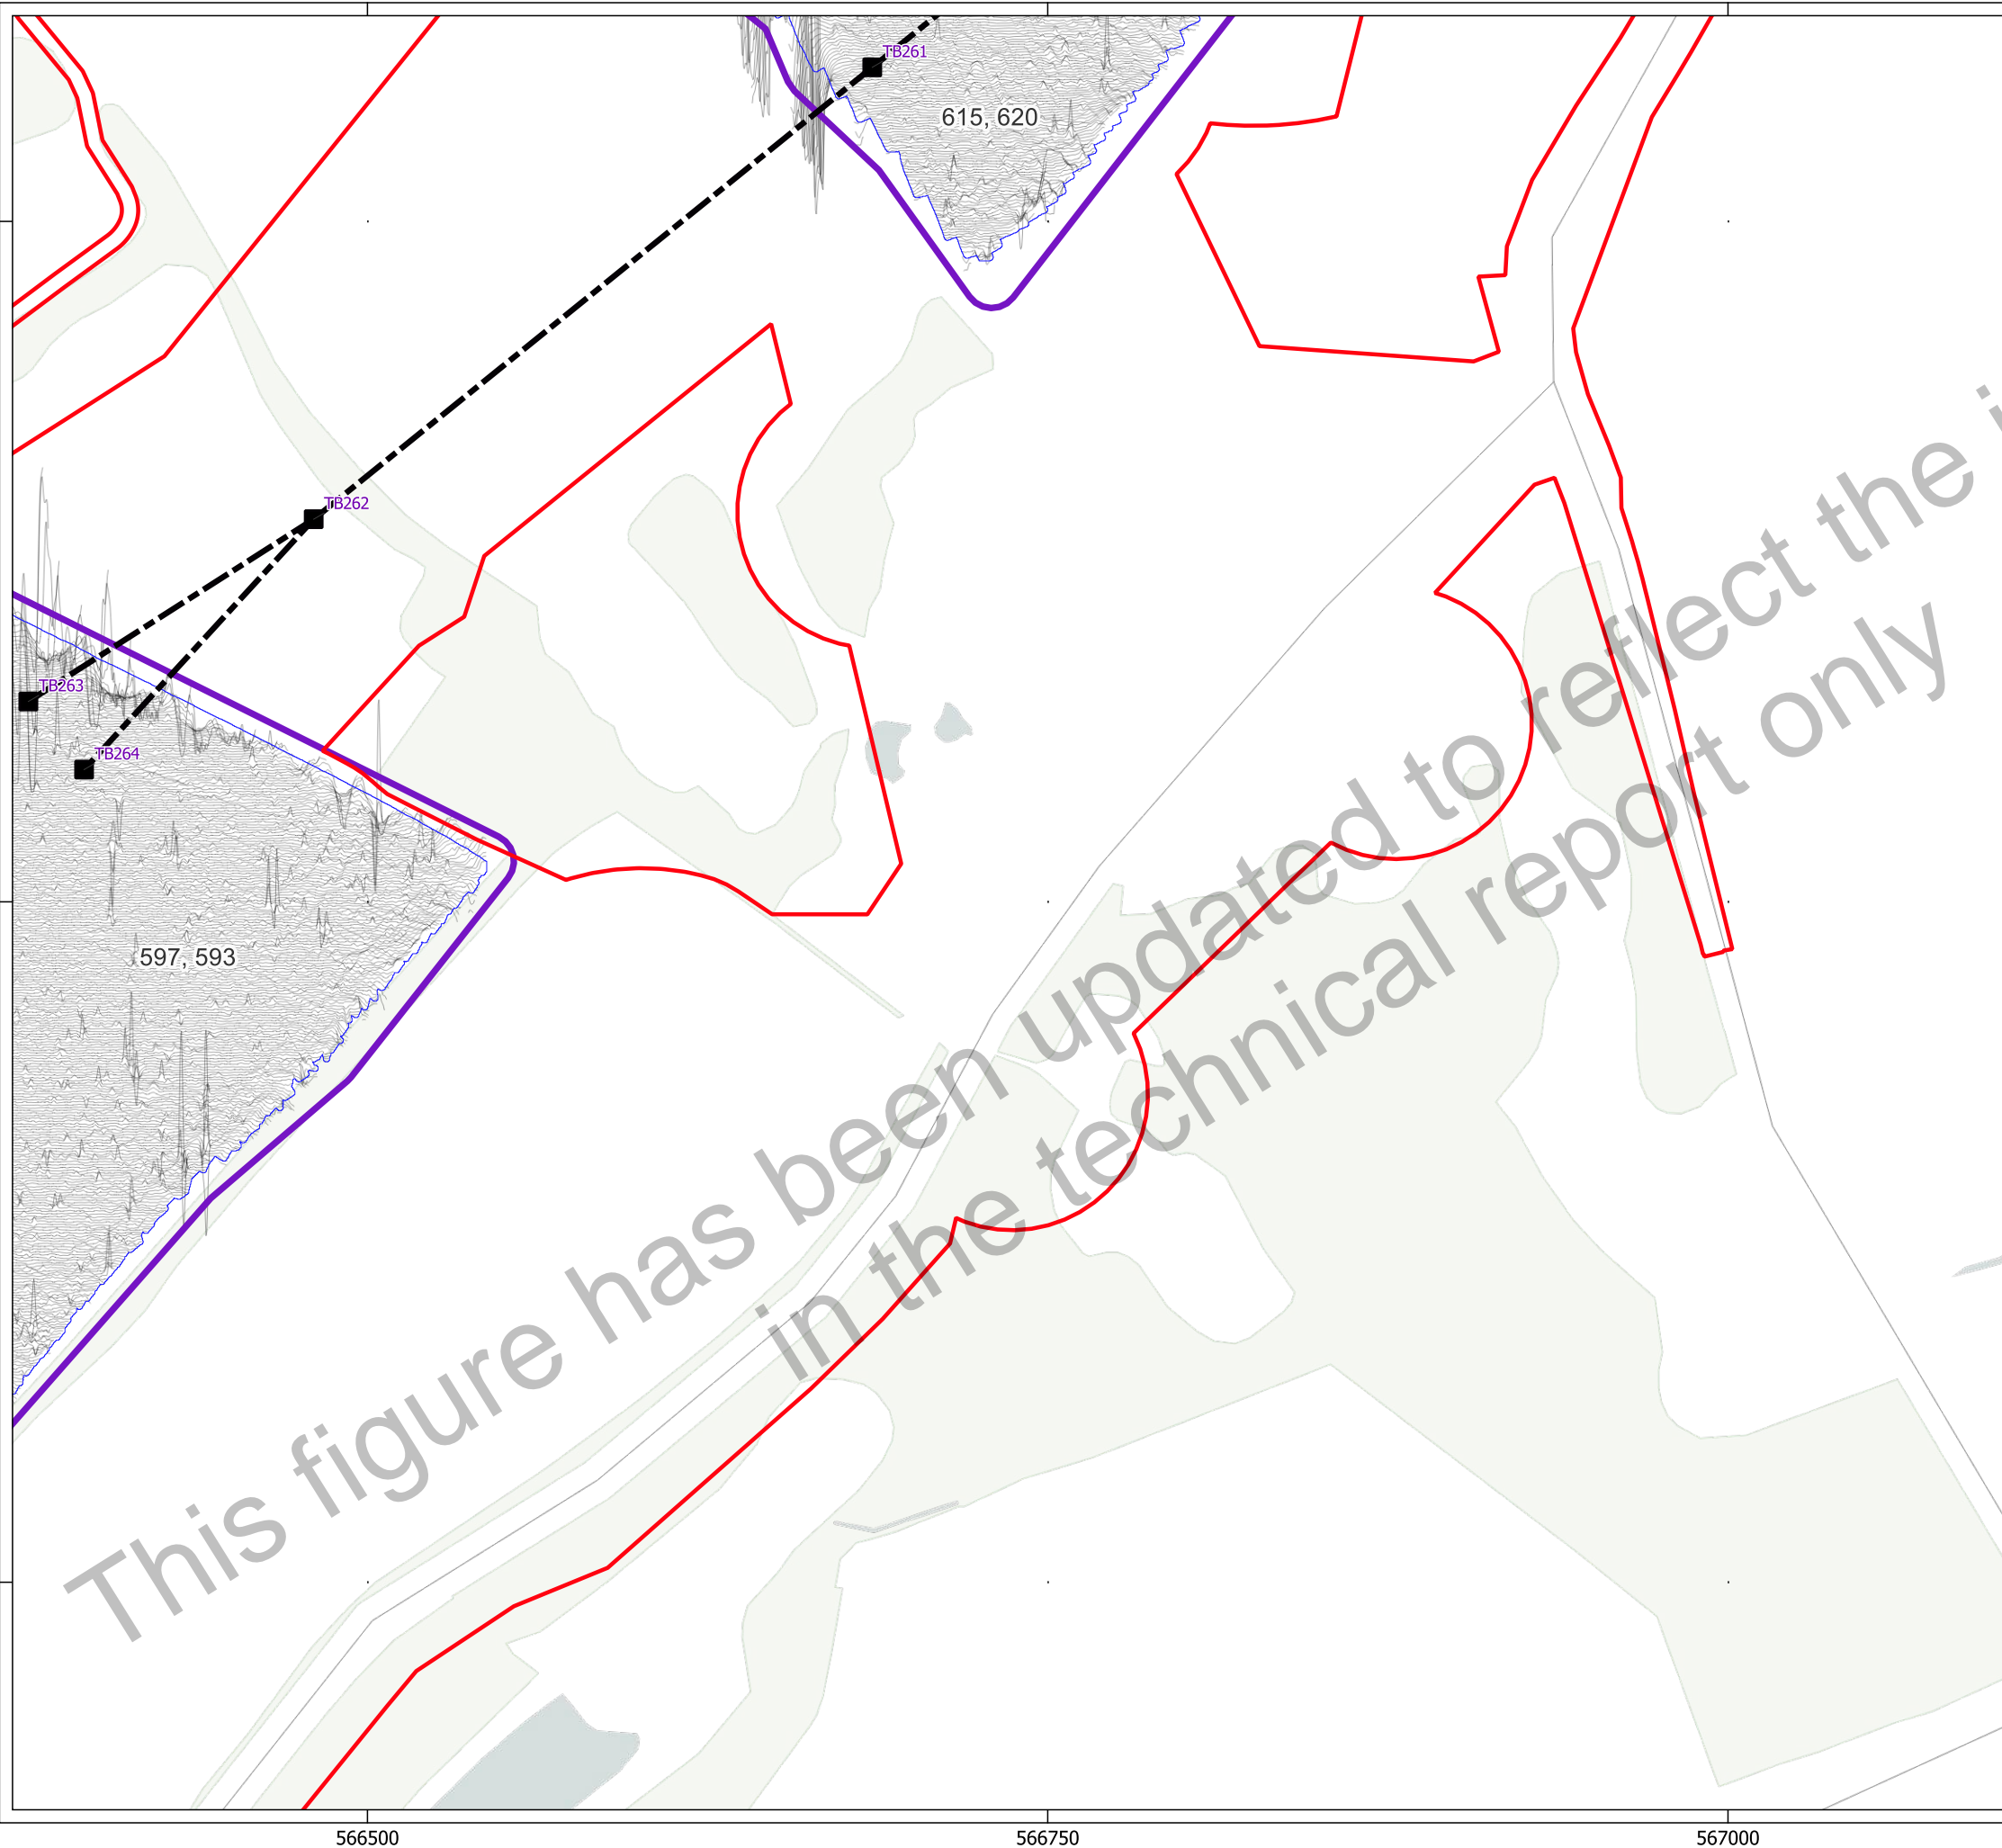 TB261
615, 620
TB262
TB263
TB264
597, 593
This figure has been updated to reflect the
in the technical report only
566500
566750
567000